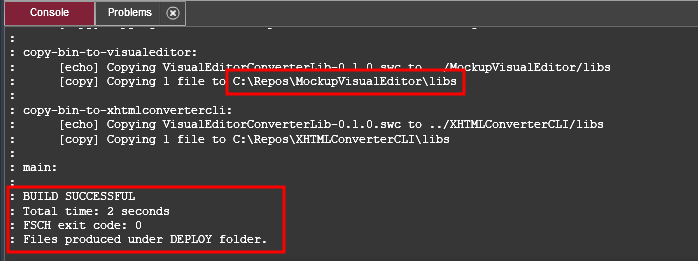 Console
Problems
:
: copy-bin-to-visualeditor:
: [echo] Copying VisualEditorConverterLib-0.1.0.swc to ../MockupVisualEditor/libs
: [copy] Copying 1 file to C:\Repos\MockupVisualEditor\libs
:
: copy-bin-to-xhtmlconvertercli:
: [echo] Copying VisualEditorConverterLib-0.1.0.swc to ../XHTMLConverterCLI/libs
: [copy] Copying 1 file to C:\Repos\XHTMLConverterCLI\libs
:
: main:
:
: BUILD SUCCESSFUL
: Total time: 2 seconds
: FSCH exit code: 0
: Files produced under DEPLOY folder.